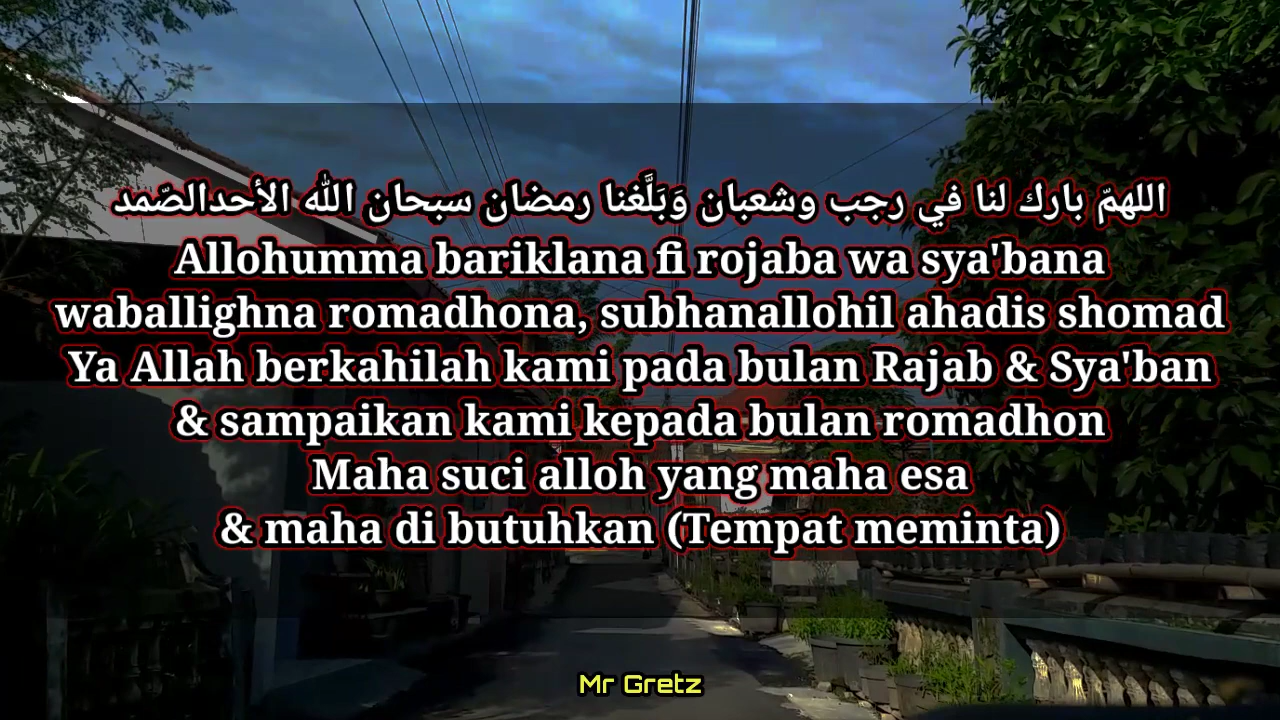 اللهمّ بارك لنا في رجب وشعبان وَبَلَّغنا رمضان سبحان الله الأحدالصّمد
Allohumma bariklana fi rojaba wa sya'bana
waballighna romadhona, subhanallohil ahadis shomad
Ya Allah berkahilah kami pada bulan Rajab & Sya'ban
& sampaikan kami kepada bulan romadhon
Maha suci alloh yang maha esa
& maha di butuhkan (Tempat meminta)
Mr Gretz